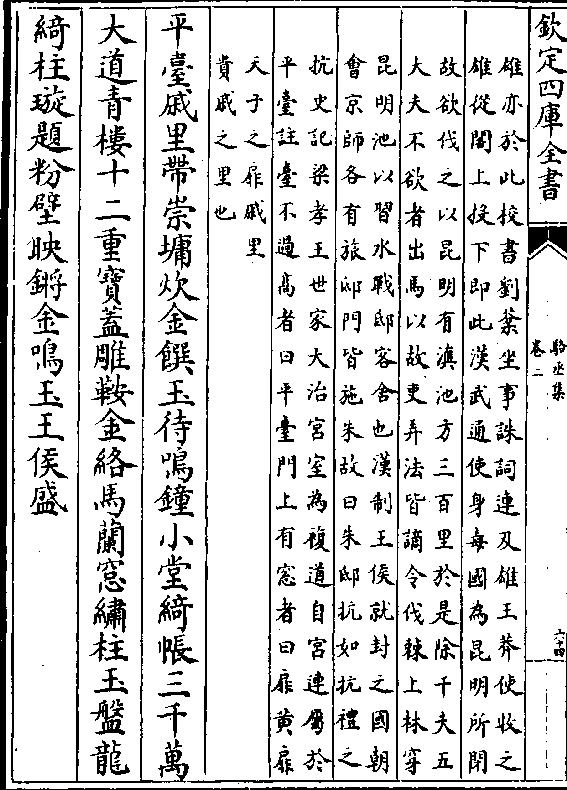 欽定四庫全書
駱丞集
卷二
六四
雄亦於此校書劉棻坐事誅詞連及雄王莽使收之
雄從閣上投下即此漢武通使身毒國為昆明所閉
故欲伐之以昆明有滇池方三百里於是除千夫五
大夫不欲者出馬以故吏弄法皆謫令伐棘上林穿
昆明池以習水戰邸客舍也漢制王侯就封之國朝
會京師各有旅邸門皆施朱故曰朱邸抗如抗禮之
抗史記梁孝王世家大治宮室為複道自宮連屬於
平臺註臺不過高者曰平臺門上有窓者曰扉黄扉
天子之扉戚里
貴戚之里也
平臺戚里帶崇墉炊金饌玉待鳴鐘小堂綺帳三千萬
大道青樓十二重寶蓋雕鞍金絡馬蘭窓繡柱玉盤龍
綺柱璇題粉壁映鏘金鳴玉王侯盛